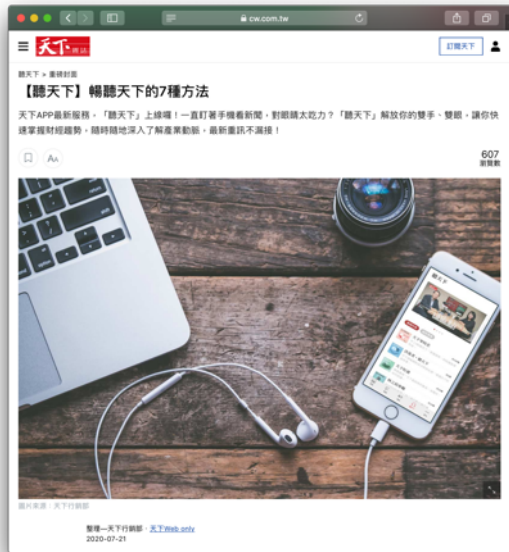 cw.com.tw
天下雜誌
訂閱天下
聽天下 > 重磅封面
【聽天下】暢聽天下的7種方法
天下APP最新服務,「聽天下」上線囉!一直盯著手機看新聞,對眼睛太吃力?「聽天下」解放你的雙手、雙眼,讓你快
速掌握財經趨勢,隨時隨地深入了解產業動脈,最新重訊不漏接!
AA
607
瀏覽數
聽天下
圖片來源:天下行銷部
整理—天下行銷部・天下Web only
2020-07-21